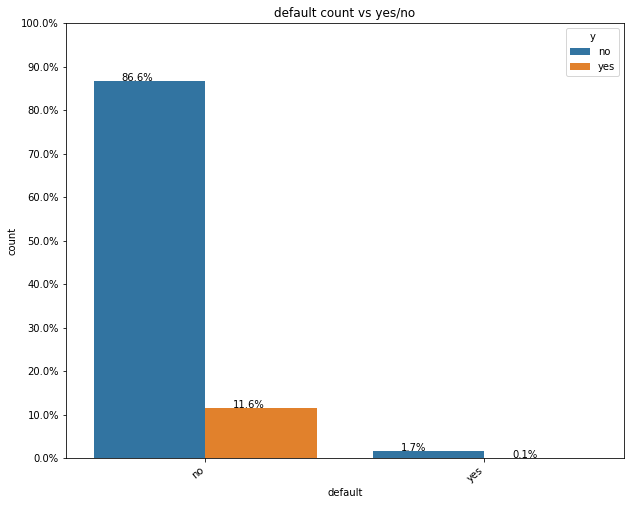 default count vs yes/no
100.0%
90.0%
80.0%
70.0%
60.0%
50.0%
40.0%
30.0%
20.0%
10.0%
0.0%
count
86.6%
11.6%
1.7%
0.1%
y
no
yes
no
yes
default